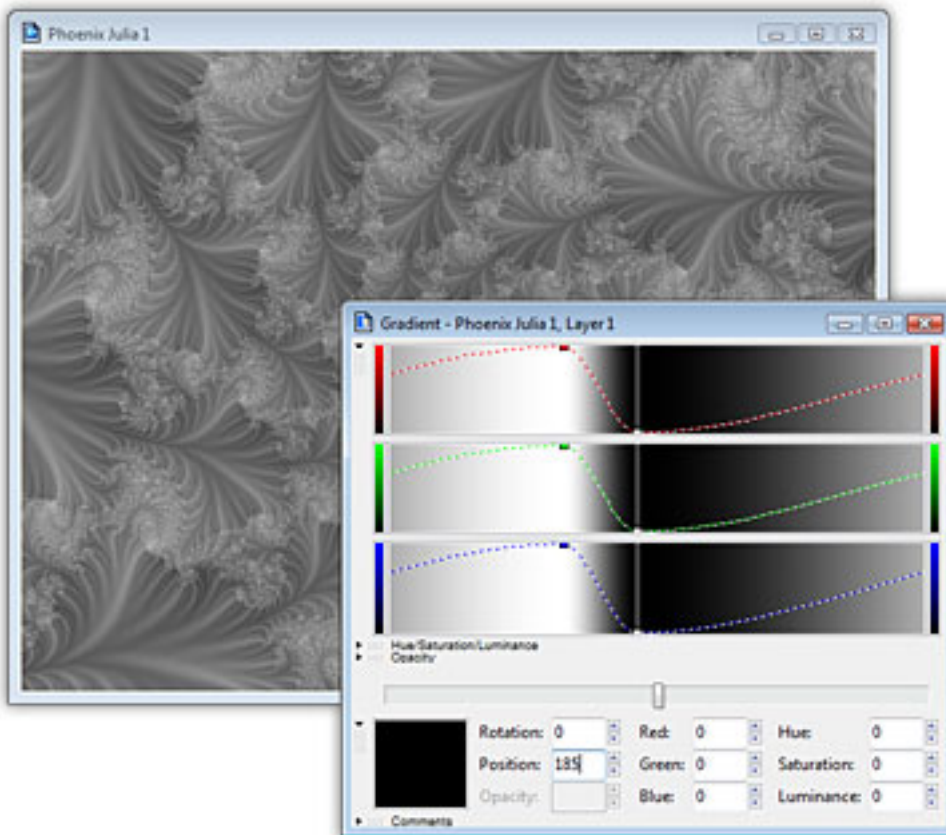 Phoenix Julia 1
Gradient - Phoenix Julia 1, Layer 1
Hue/Saturation/Luminance
Opacity
Rotation: 0 Red: 0 Hue: 0
Position: 185 Green: 0 Saturation: 0
Opacity: Blue: 0 Luminance: 0
Comments